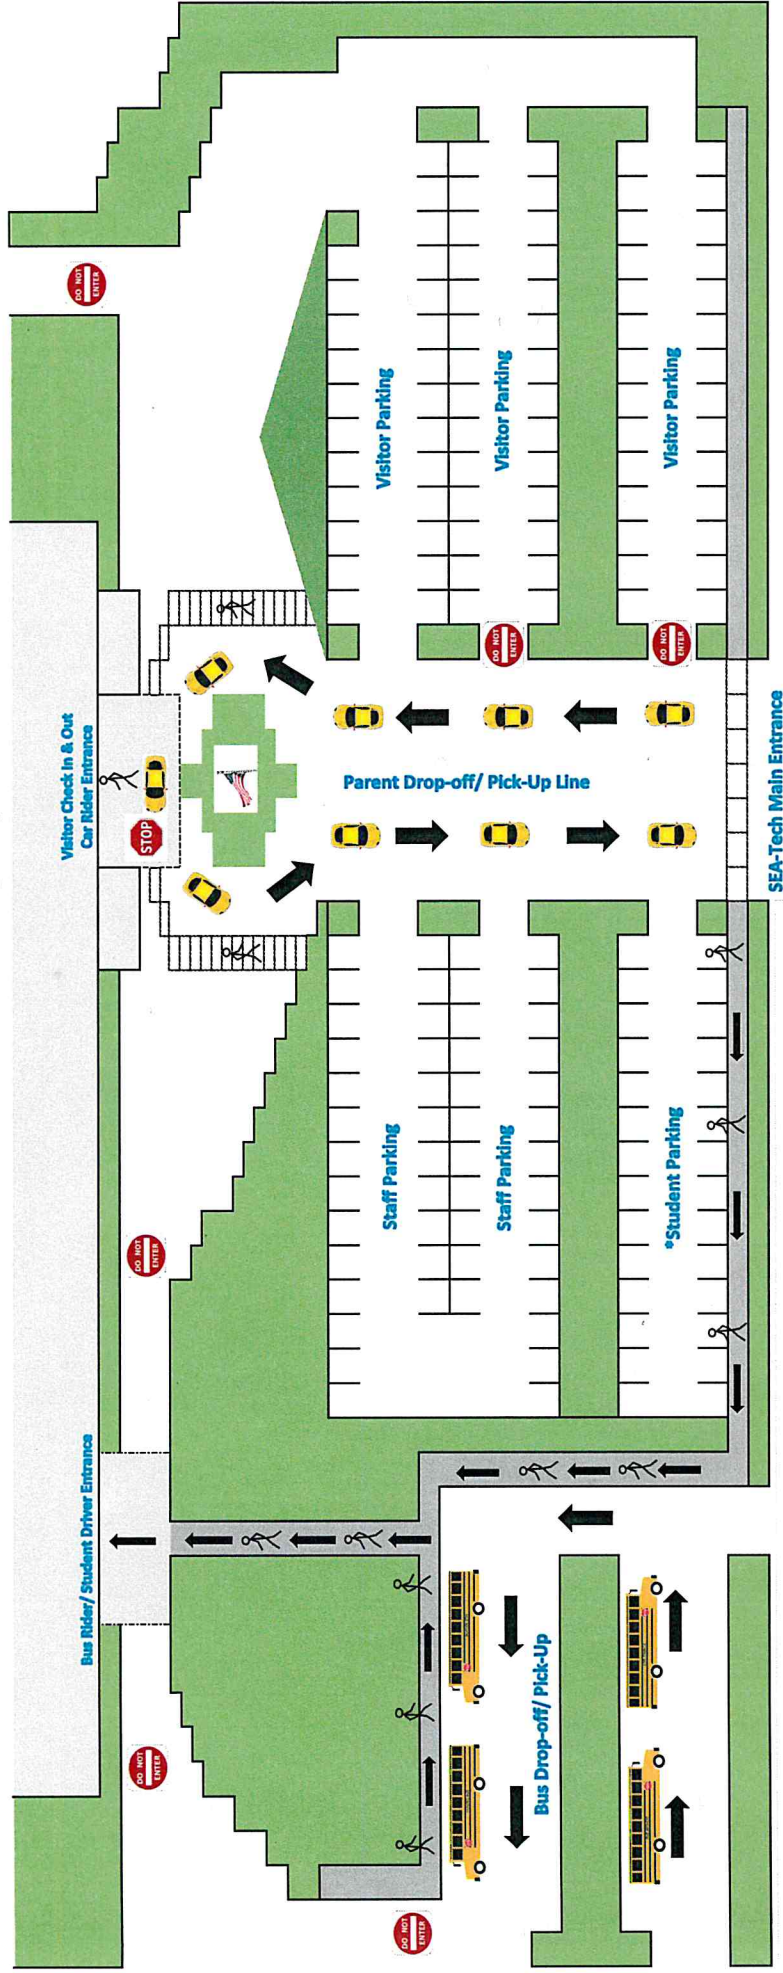 Bus Rider/ Student Driver Entrance
Visitor Check In & Out
Car Rider Entrance
DO NOT
ENTER
DO NOT
ENTER
DO NOT
ENTER
STOP
DO NOT
ENTER
Bus Drop-off/ Pick-Up
Staff Parking
Staff Parking
*Student Parking
Parent Drop-off/ Pick-Up Line
Visitor Parking
Visitor Parking
Visitor Parking
DO NOT
ENTER
DO NOT
ENTER
SEA-Tech Main Entrance